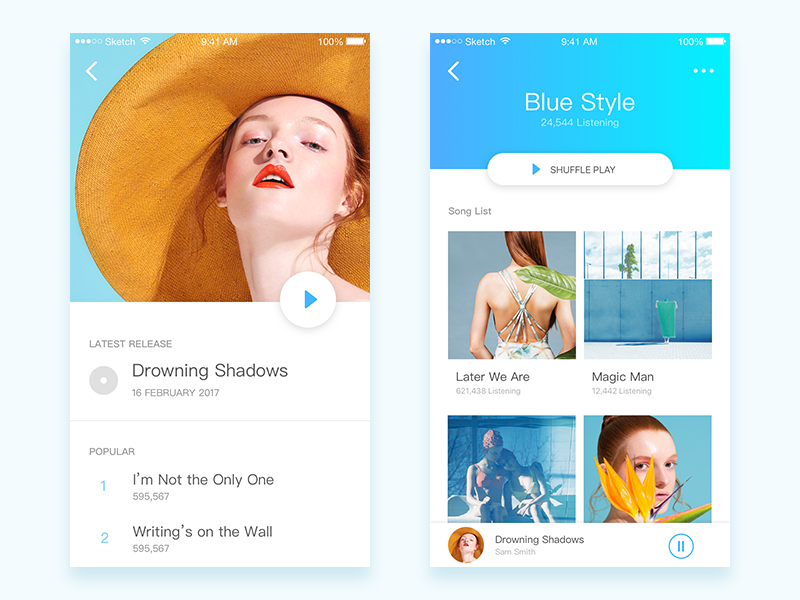 Sketch 9:41 AM 100%
LATEST RELEASE
Drowning Shadows
16 FEBRUARY 2017
POPULAR
1 I'm Not the Only One
595,567
2 Writing's on the Wall
595,567
Sketch 9:41 AM 100%
Blue Style
24,544 Listening
SHUFFLE PLAY
Song List
Later We Are
621,438 Listening
Magic Man
12,442 Listening
Drowning Shadows
Sam Smith